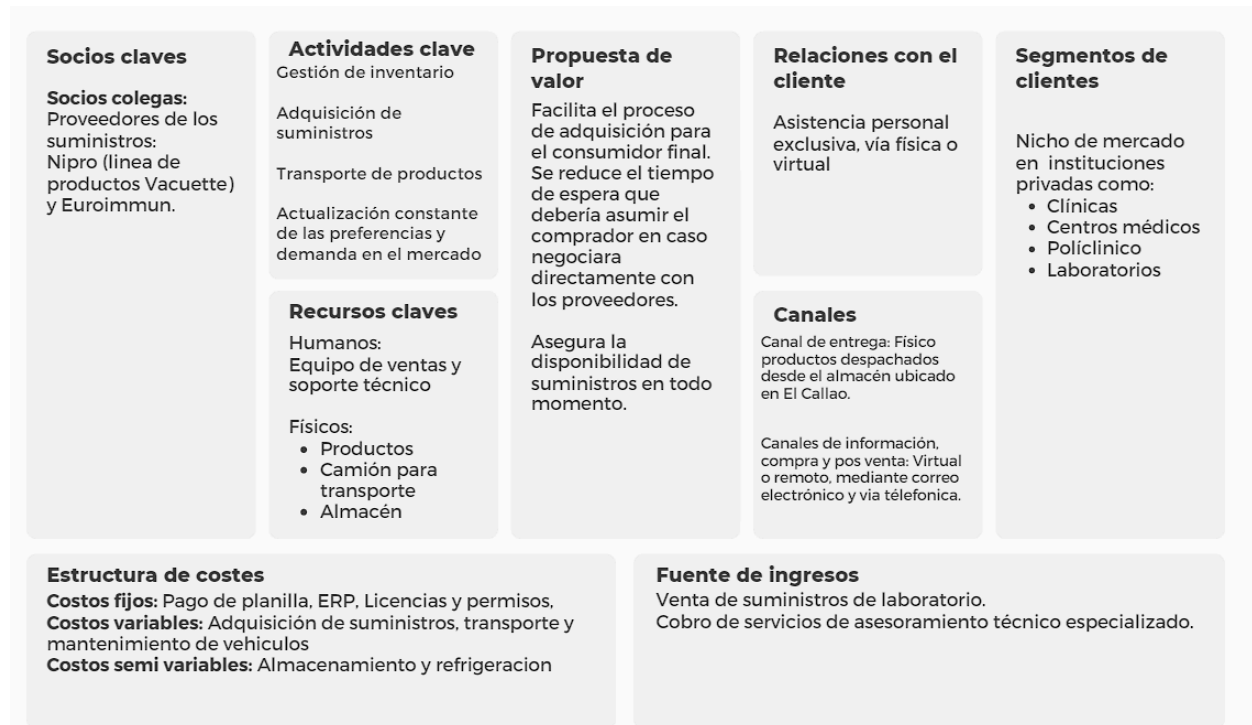 Socios claves
Socios colegas:
Proveedores de los
suministros:
Nipro (linea de
productos Vacuette)
y Euroimmun.
Actividades clave
Gestión de inventario
Adquisición de
suministros
Transporte de productos
Actualización constante
de las preferencias y
demanda en el mercado
Recursos claves
Humanos:
Equipo de ventas y
soporte técnico
Físicos:
• Productos
• Camión para
transporte
• Almacén
Propuesta de
valor
Facilita el proceso
de adquisición para
el consumidor final.
Se reduce el tiempo
de espera que
debería asumir el
comprador en caso
negociara
directamente con
los proveedores.
Asegura la
disponibilidad de
suministros en todo
momento.
Relaciones con el
cliente
Asistencia personal
exclusiva, vía física o
virtual
Canales
Canal de entrega: Físico
productos despachados
desde el almacén ubicado
en El Callao.
Canales de información,
compra y pos venta: Virtual
o remoto, mediante correo
electrónico y via télefonica.
Segmentos de
clientes
Nicho de mercado
en instituciones
privadas como:
• Clínicas
• Centros médicos
• Políclinico
• Laboratorios
Estructura de costes
Costos fijos: Pago de planilla, ERP, Licencias y permisos,
Costos variables: Adquisición de suministros, transporte y
mantenimiento de vehiculos
Costos semi variables: Almacenamiento y refrigeracion
Fuente de ingresos
Venta de suministros de laboratorio.
Cobro de servicios de asesoramiento técnico especializado.